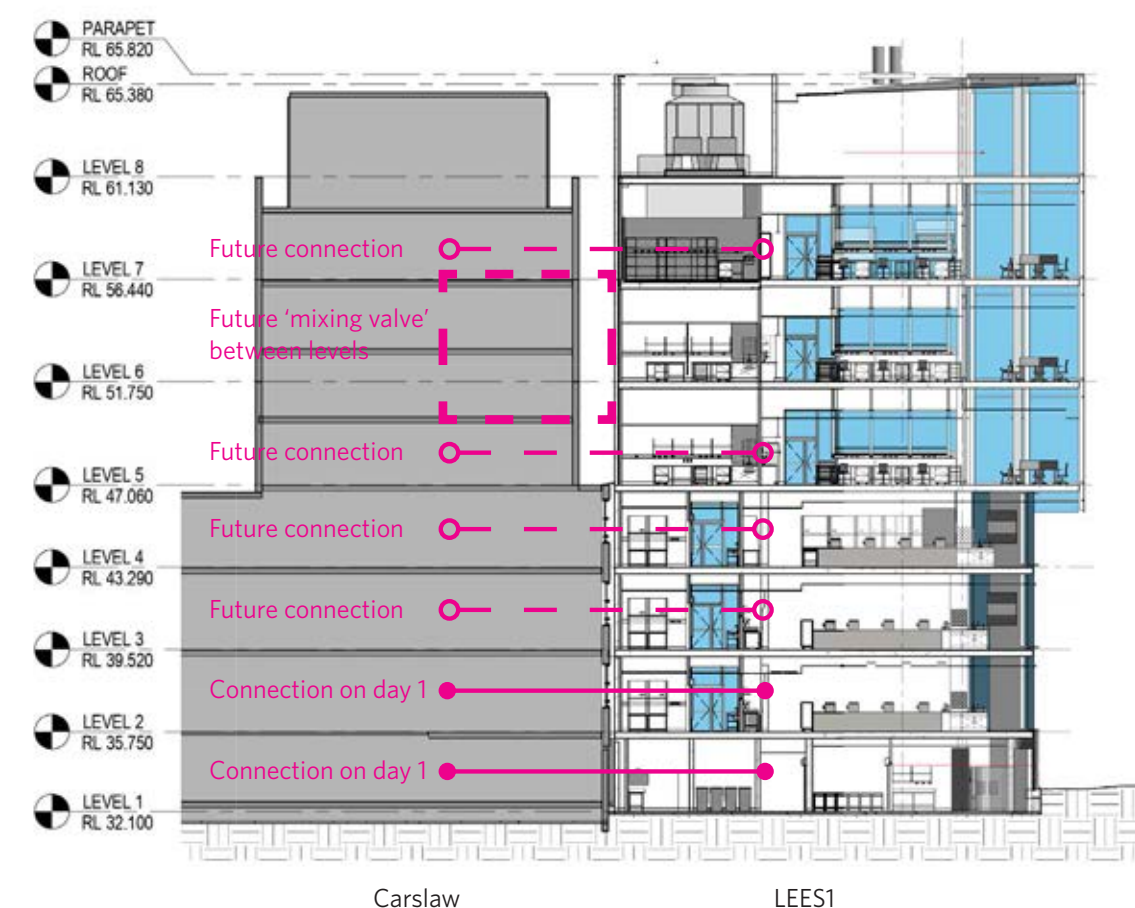 PARAPET
RL 65.820
ROOF
RL 65.380
LEVEL 8
RL 61.130
Future connection
LEVEL 7
RL 56.440
Future ‘mixing valve’
between levels
LEVEL 6
RL 51.750
Future connection
LEVEL 5
RL 47.060
Future connection
LEVEL 4
RL 43.290
Future connection
LEVEL 3
RL 39.520
Connection on day 1
LEVEL 2
RL 35.750
Connection on day 1
LEVEL 1
RL 32.100
Carslaw
LEES1